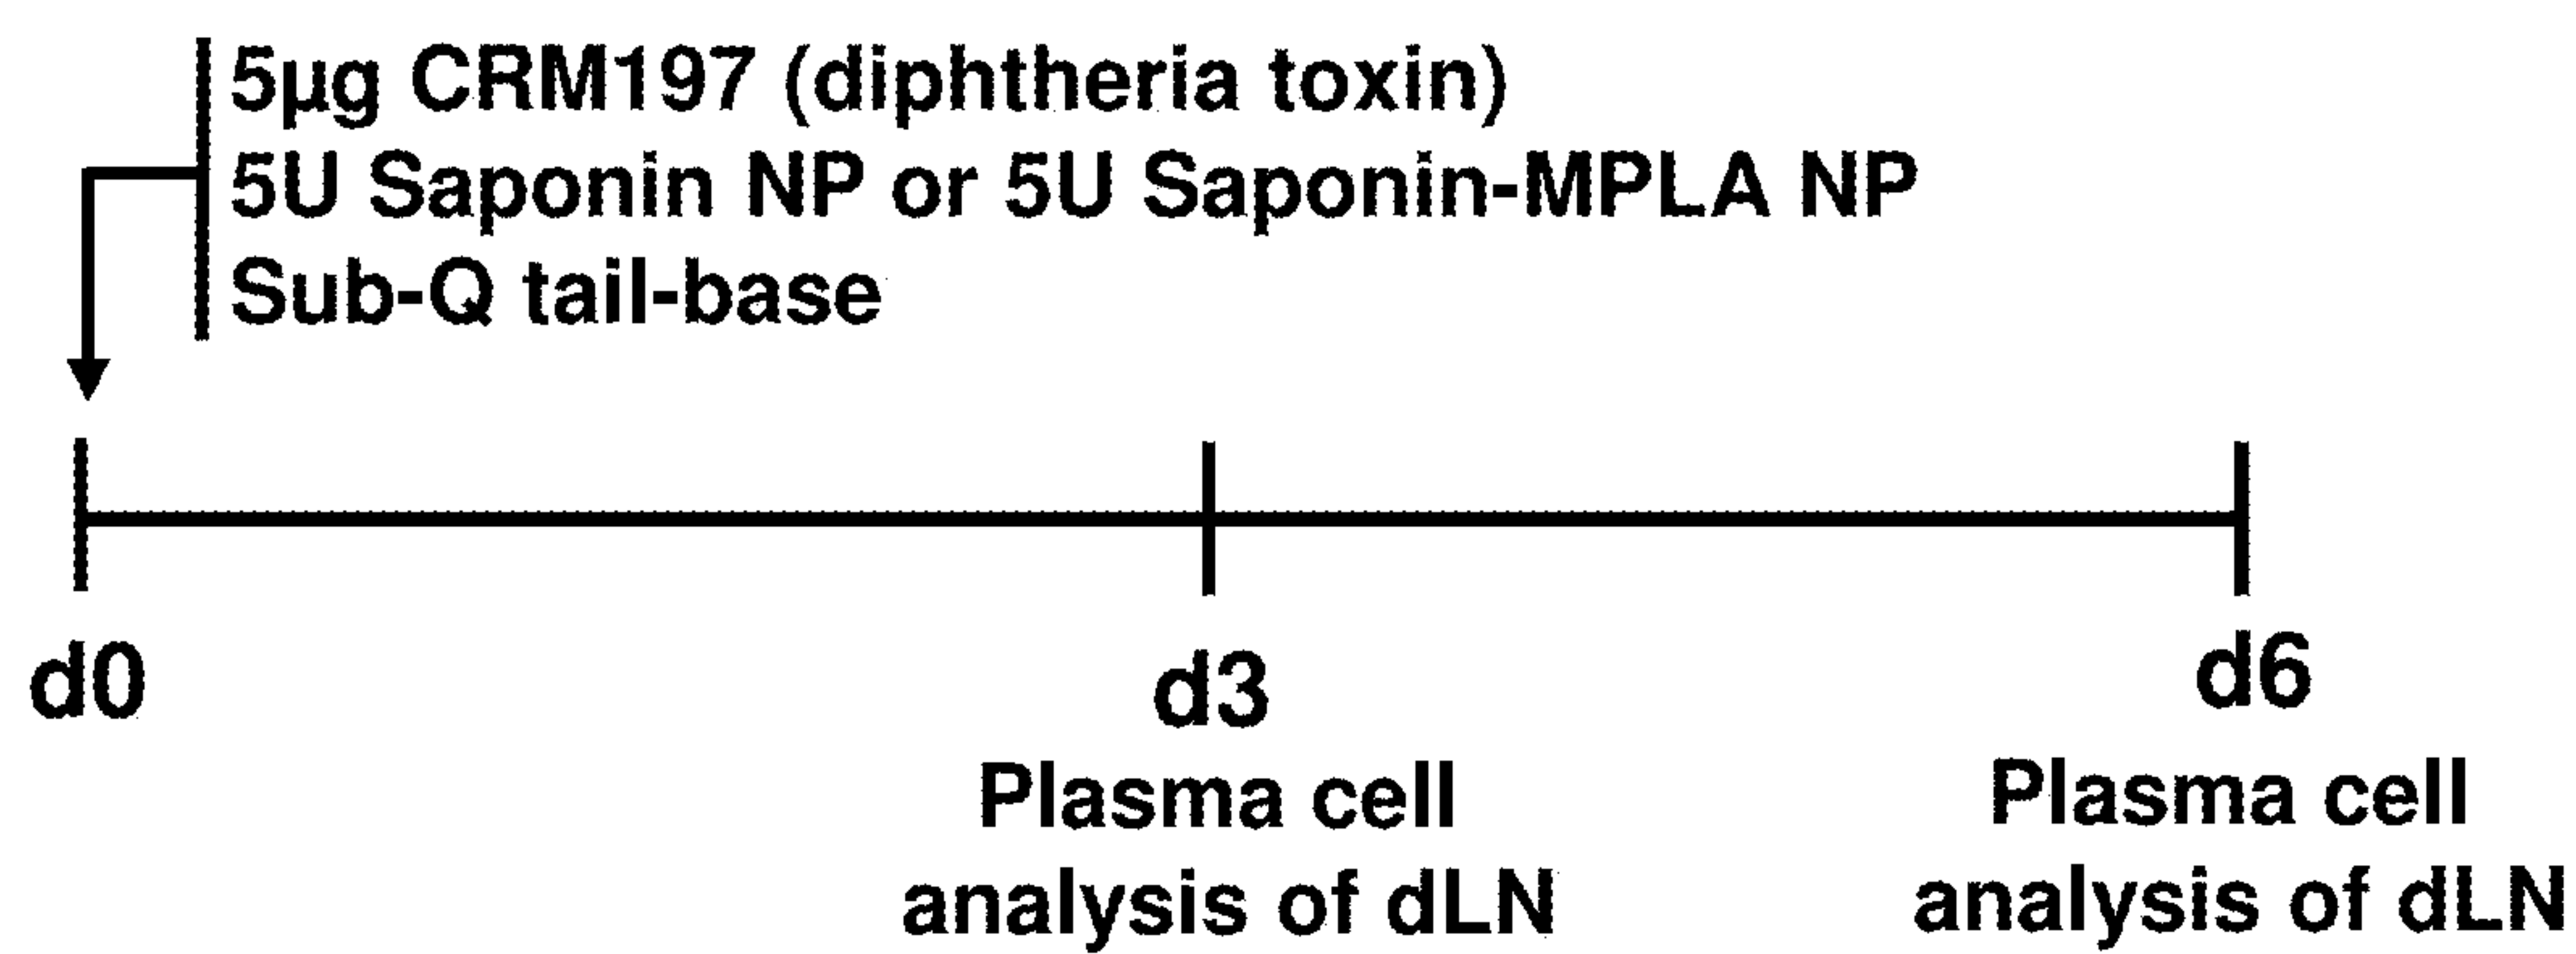 5µg CRM197 (diphtheria toxin)
5U Saponin NP or 5U Saponin-MPLA NP
Sub-Q tail-base
d0
d3
Plasma cell
analysis of dLN
d6
Plasma cell
analysis of dLN